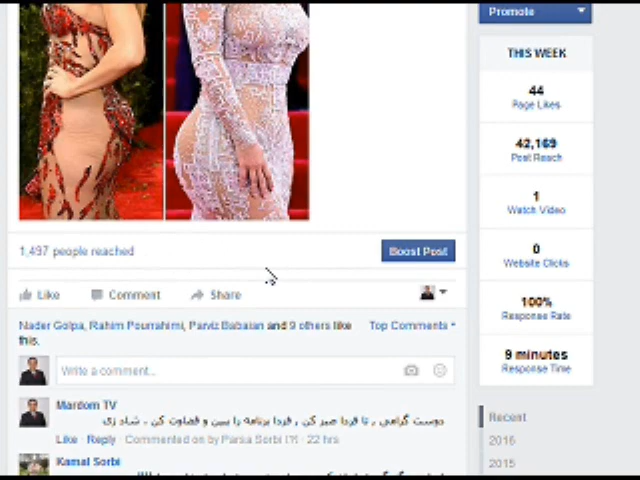 Promote
THIS WEEK
44
Page Likes
42,169
Post Reach
1
Watch Video
0
Website Clicks
100%
Response Rate
9 minutes
Response Time
Recent
2016
2015
1,497 people reached
Boost Post
Like Comment Share
Nader Golpa, Rahim Pourrahimi, Parviz Babaian and 9 others like
this.
Top Comments
Write a comment...
Mardom TV
دوست گرامی , تا فردا صبر کن , فردا برنامه را ببین و قضاوت کن . شاد زی
Like · Reply · Commented on by Parsa Sorbi [?] · 22 hrs
Kamal Sorbi